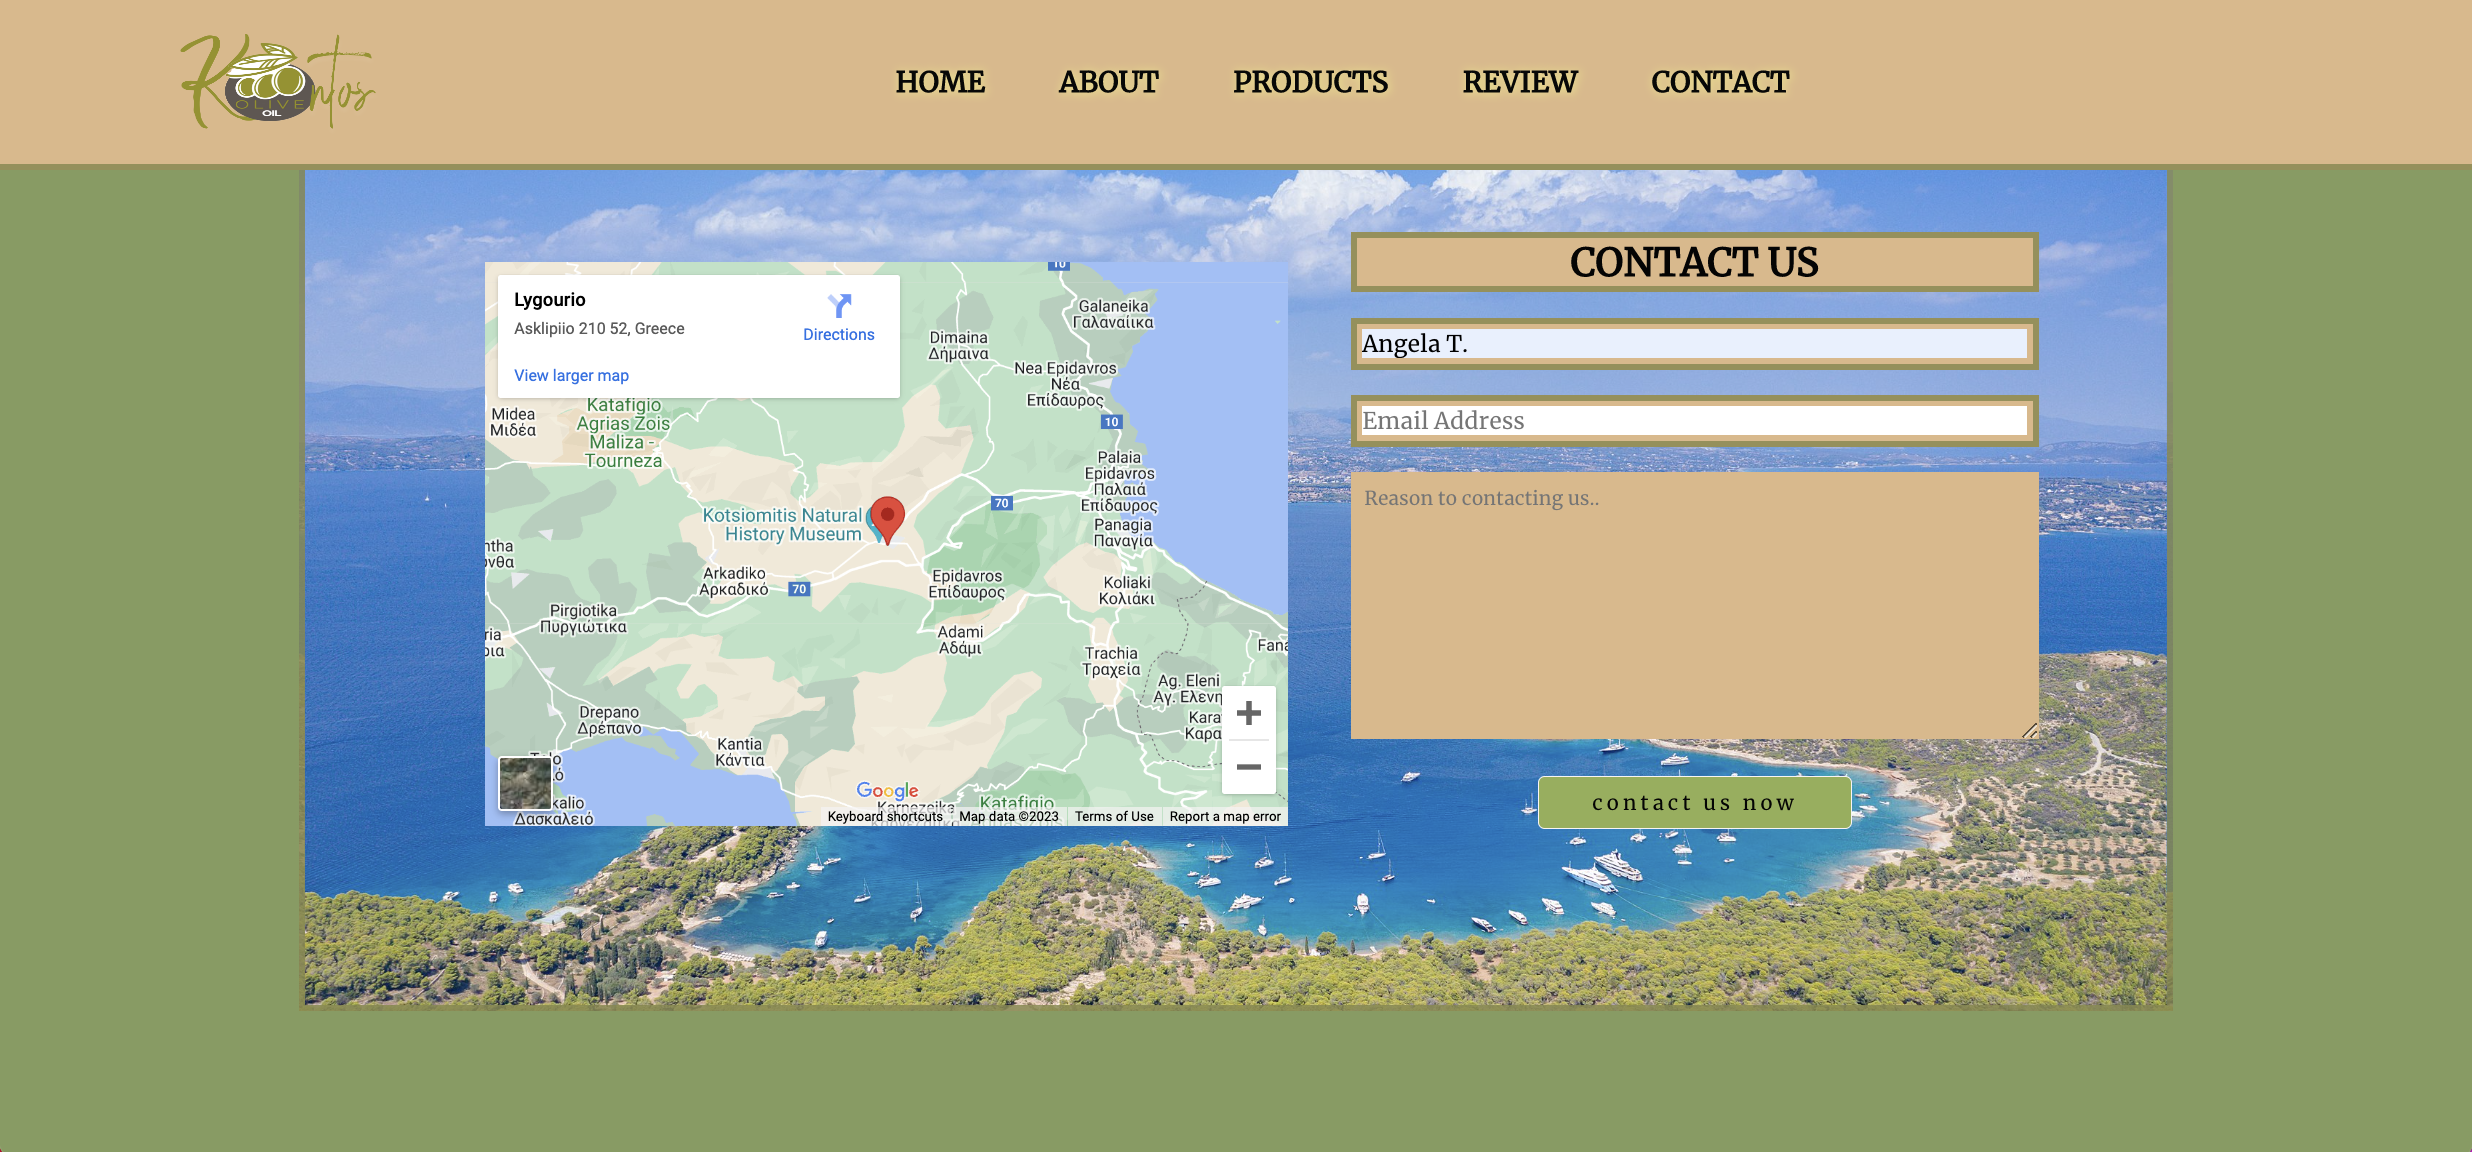 Kontos
OLIVE
OIL
HOME
ABOUT
PRODUCTS
REVIEW
CONTACT
Lygourio
Asklipiio 210 52, Greece
Directions
View larger map
10
Galaneika
Γαλαναίικα
Dimaina
Δήμαινα
Nea Epidavros
Νέα
Επίδαυρος
Midea
Μιδέα
Katafigio
Agrias Zois
Maliza -
Tourneza
10
Palaia
Epidavros
Παλαιά
Επίδαυρος
70
Kotsiomitis Natural
History Museum
Panagia
Παναγία
ntha
νθα
Arkadiko
Αρκαδικό
70
Epidavros
Επίδαυρος
Koliaki
Κολιάκι
Pirgiotika
Πυργιώτικα
ria
ρια
Adami
Αδάμι
Fana
Trachia
Τραχεία
Ag. Eleni
Αγ. Ελένη
Kara
Καρα
Drepano
Δρέπανο
Kantia
Κάντια
kalio
Δασκαλειό
Google
Karnezeika
Katafigio
Keyboard shortcuts
Map data ©2023
Terms of Use
Report a map error
CONTACT US
Angela T.
Email Address
Reason to contacting us..
contact us now